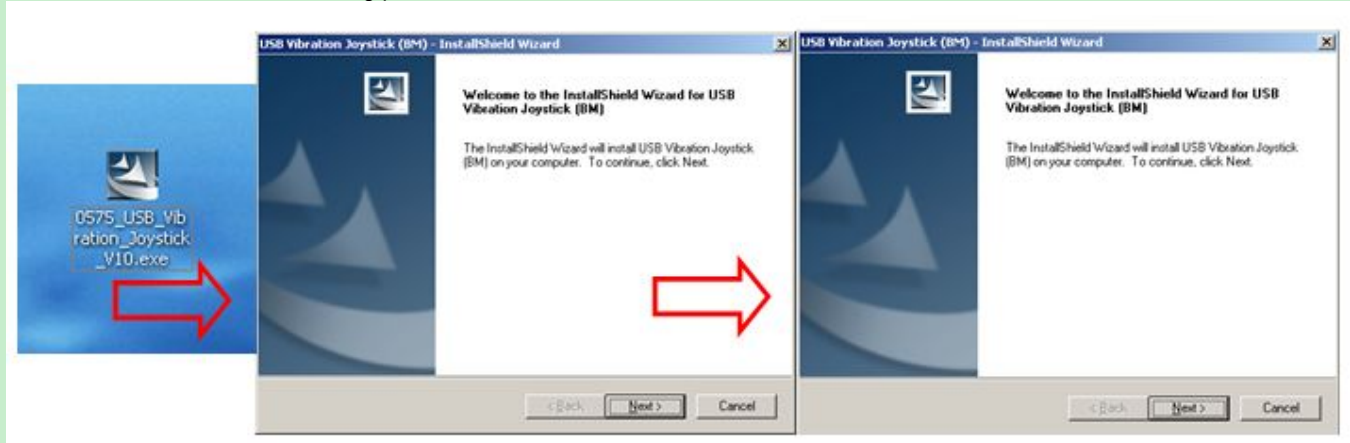 0575_USB_Vib
ration_Joystick
_V10.exe
USB Vibration Joystick (BM) - InstallShield Wizard
Welcome to the InstallShield Wizard for USB
Vibration Joystick (BM)
The InstallShield Wizard will install USB Vibration Joystick
(BM) on your computer. To continue, click Next.
< Back
Next >
Cancel
USB Vibration Joystick (BM) - InstallShield Wizard
Welcome to the InstallShield Wizard for USB
Vibration Joystick (BM)
The InstallShield Wizard will install USB Vibration Joystick
(BM) on your computer. To continue, click Next.
< Back
Next >
Cancel